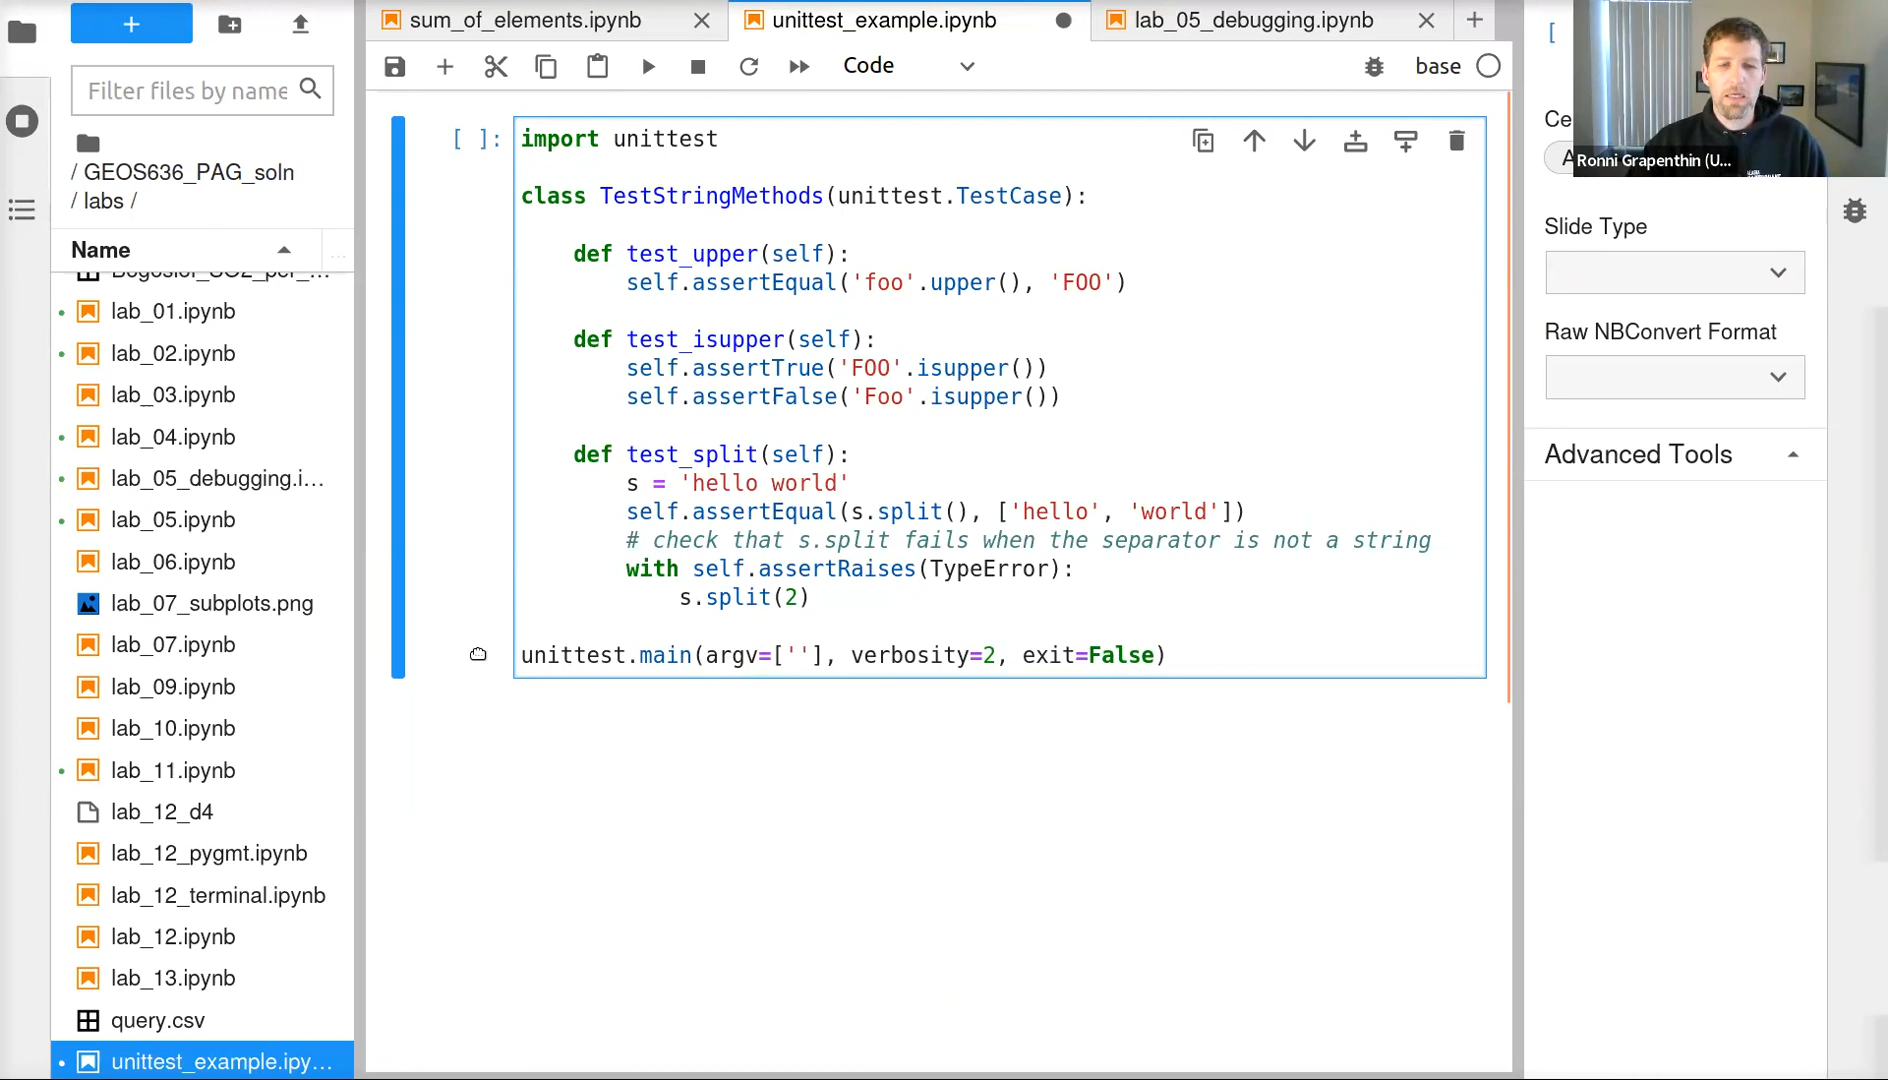 sum_of_elements.ipynb
unittest_example.ipynb
lab_05_debugging.ipynb
Code
base
Filter files by name
/ GEOS636_PAG_soln
/ labs /
Name
...
lab_01.ipynb
lab_02.ipynb
lab_03.ipynb
lab_04.ipynb
lab_05_debugging.i...
lab_05.ipynb
lab_06.ipynb
lab_07_subplots.png
lab_07.ipynb
lab_09.ipynb
lab_10.ipynb
lab_11.ipynb
lab_12_d4
lab_12_pygmt.ipynb
lab_12_terminal.ipynb
lab_12.ipynb
lab_13.ipynb
query.csv
unittest_example.ipy...
[ ]:
import unittest
class TestStringMethods(unittest.TestCase):
def test_upper(self):
self.assertEqual('foo'.upper(), 'FOO')
def test_isupper(self):
self.assertTrue('FOO'.isupper())
self.assertFalse('Foo'.isupper())
def test_split(self):
s = 'hello world'
self.assertEqual(s.split(), ['hello', 'world'])
# check that s.split fails when the separator is not a string
with self.assertRaises(TypeError):
s.split(2)
unittest.main(argv=[''], verbosity=2, exit=False)
[
Ce
Ronni Grapenthin (U...
Slide Type
Raw NBConvert Format
Advanced Tools